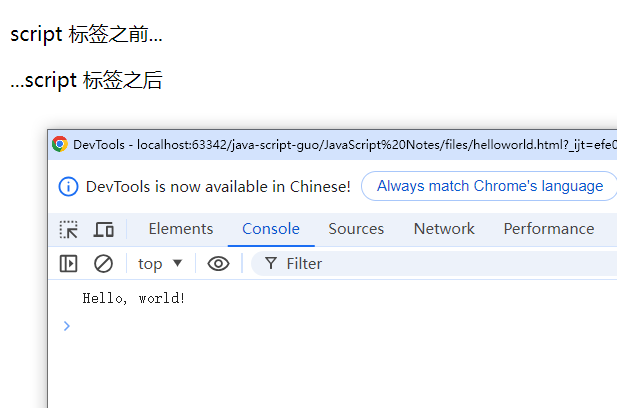 script 标签之前...
...script 标签之后
DevTools - localhost:63342/java-script-guo/JavaScript%20Notes/files/helloworld.html?_ijt=efe0
DevTools is now available in Chinese! Always match Chrome's language
Elements Console Sources Network Performance
top Filter
Hello, world!